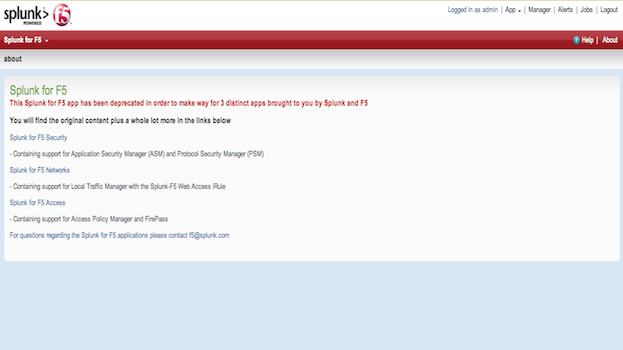 splunk>
POWERED
f5
Logged in as admin | App | Manager | Alerts | Jobs | Logout
Splunk for F5
? Help | About
about
Splunk for F5
This Splunk for F5 app has been deprecated in order to make way for 3 distinct apps brought to you by Splunk and F5
You will find the original content plus a whole lot more in the links below
Splunk for F5 Security
- Containing support for Application Security Manager (ASM) and Protocol Security Manager (PSM)
Splunk for F5 Networks
- Containing support for Local Traffic Manager with the Splunk-F5 Web Access iRule
Splunk for F5 Access
- Containing support for Access Policy Manager and FirePass
For questions regarding the Splunk for F5 applications please contact f5@splunk.com